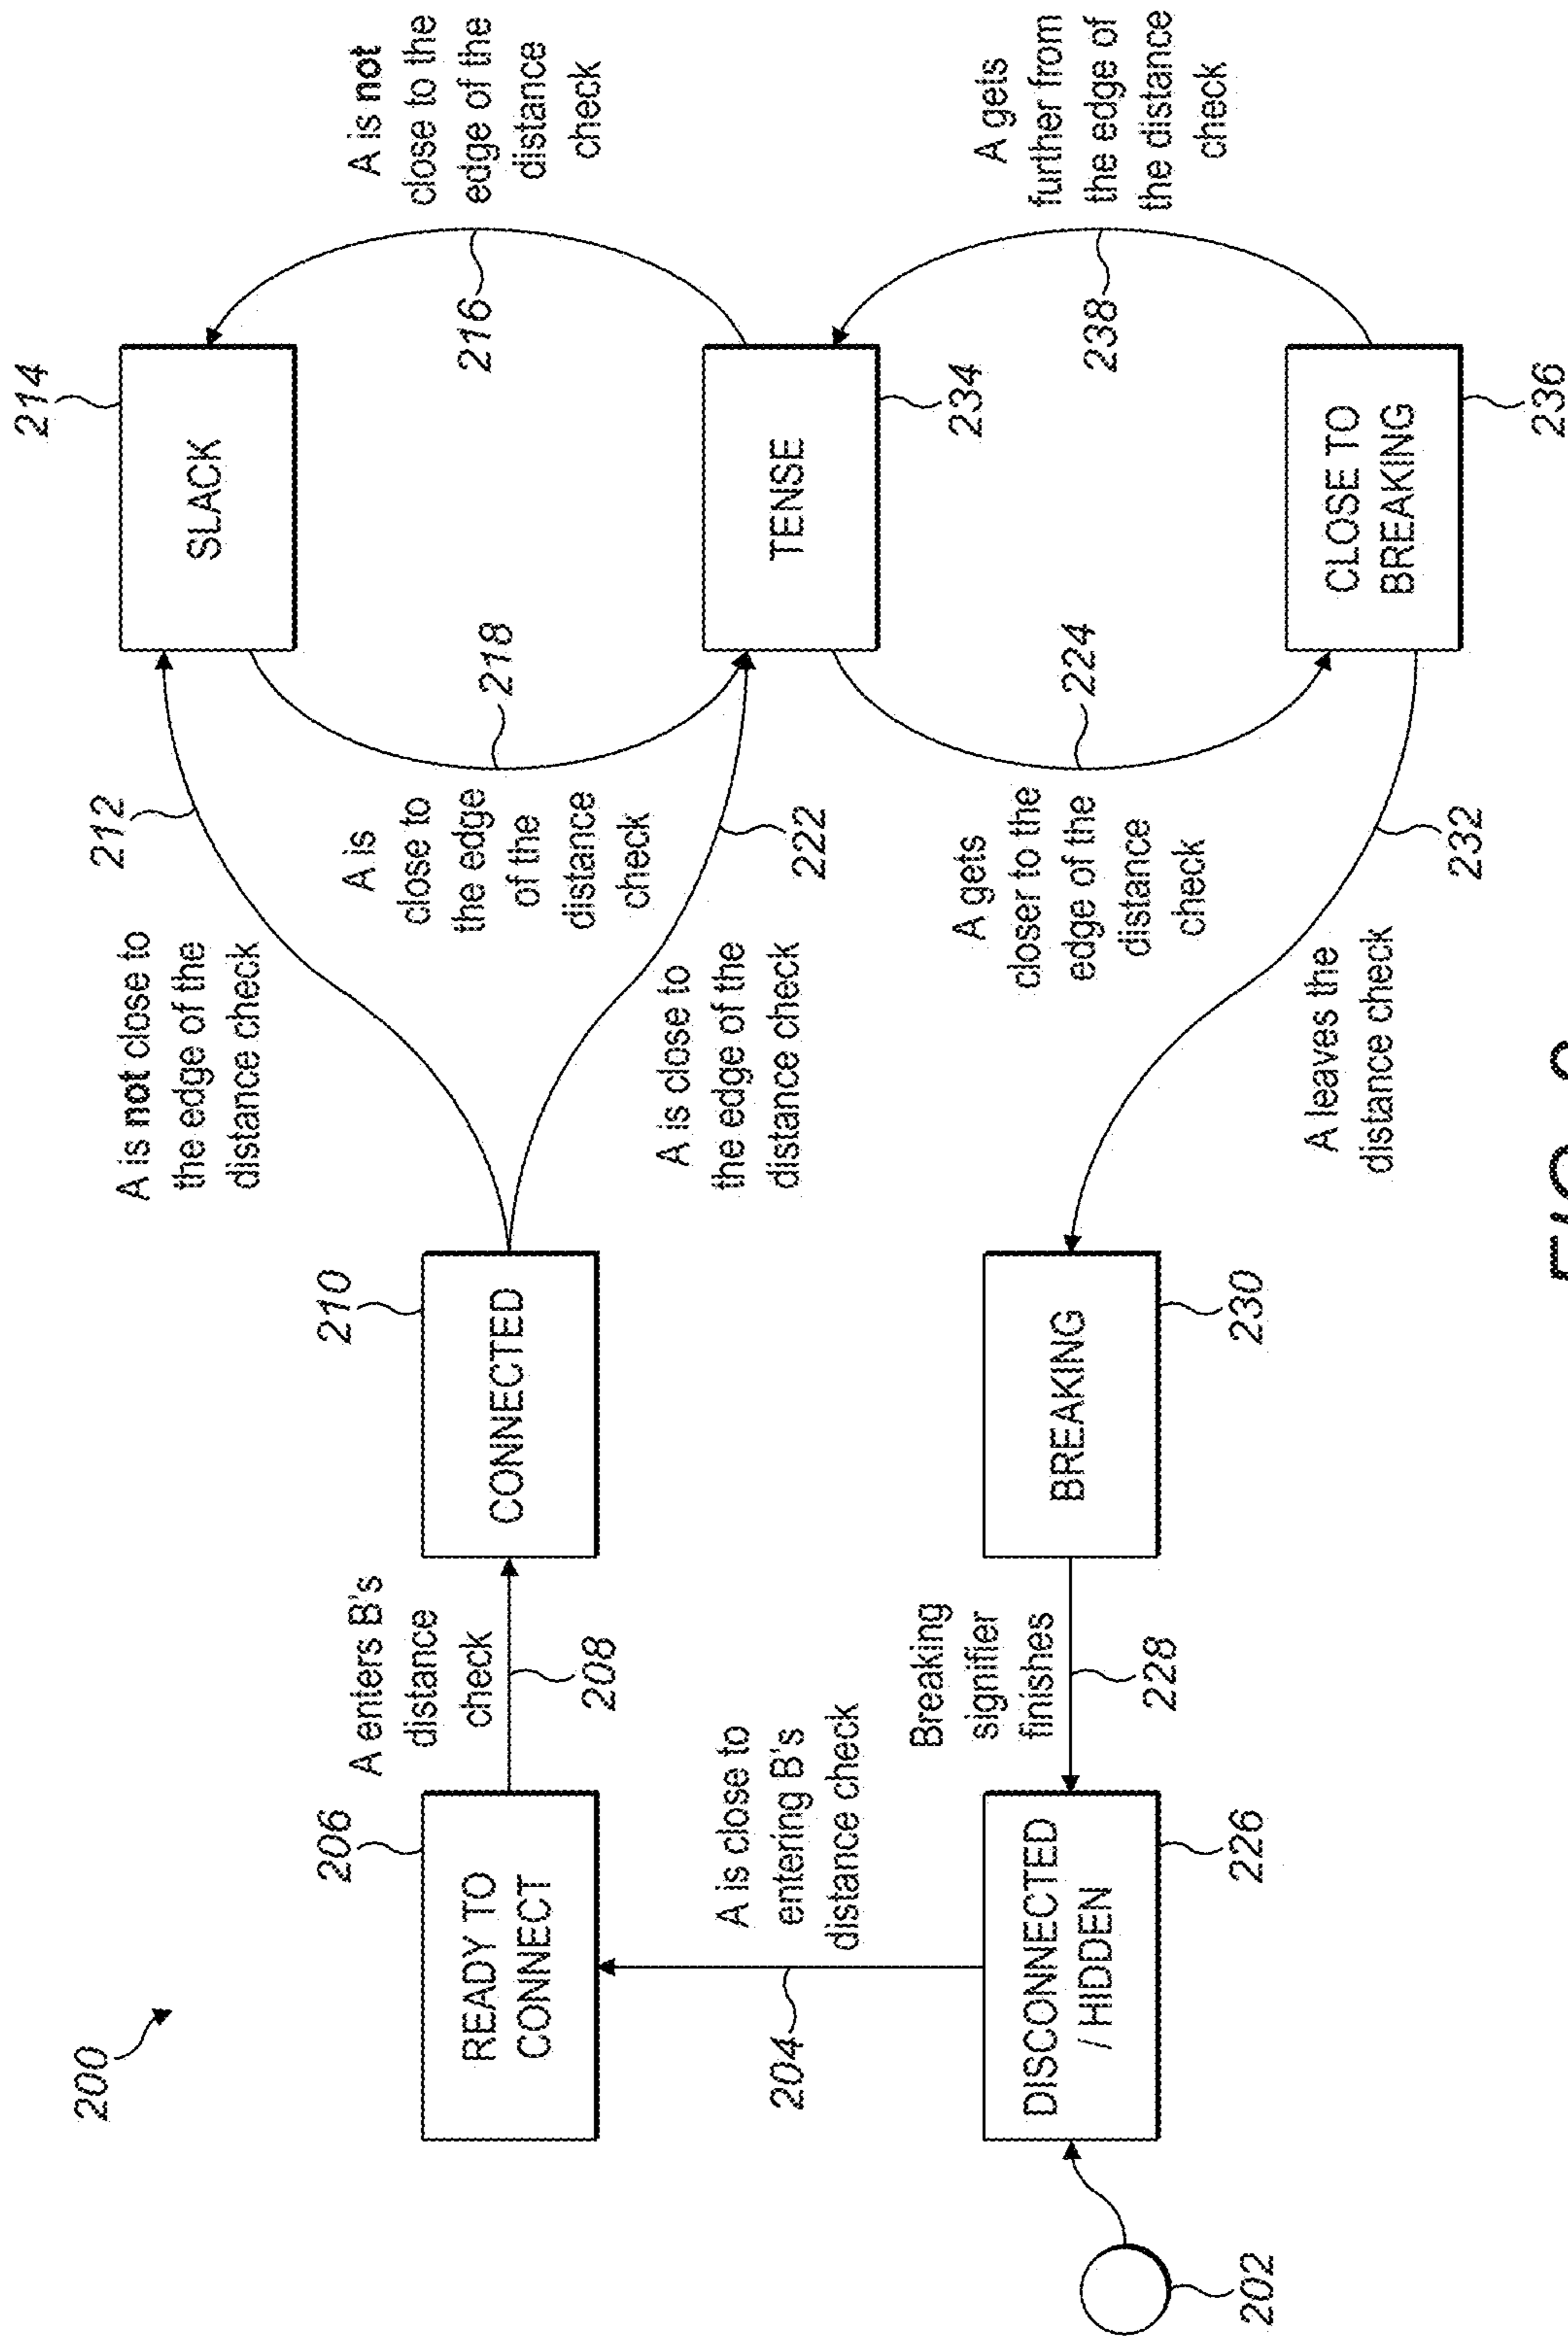 200
214
SLACK
212
A is not close to
the edge of the
distance check
218
A is
close to
the edge
of the
distance
check
216
A is not
close to the
edge of the
distance
check
206
READY TO
CONNECT
A enters B's
distance
check
208
210
CONNECTED
A is close to
the edge of the
distance check
222
TENSE
234
204
A is close to
entering B's
distance check
224
A gets
closer to the
edge of the
distance
check
238
A gets
further from
the edge of
the distance
check
202
DISCONNECTED
/ HIDDEN
226
Breaking
signifier
finishes
228
BREAKING
230
A leaves the
distance check
232
CLOSE TO
BREAKING
236